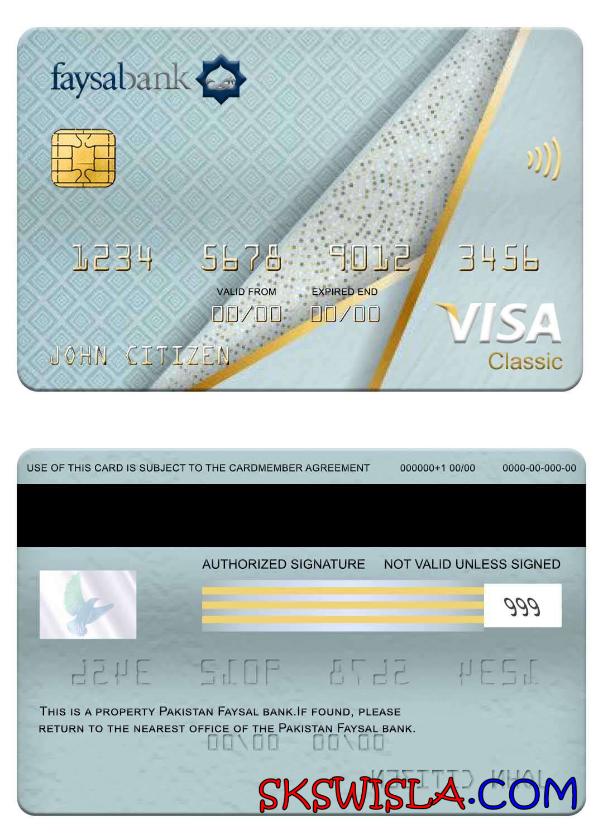 faysabank
1234 5678 9012 3456
VALID FROM EXPIRED END
00/00 00/00
JOHN CITIZEN
VISA
Classic
USE OF THIS CARD IS SUBJECT TO THE CARDMEMBER AGREEMENT 000000+1 00/00 0000-00-000-00
AUTHORIZED SIGNATURE NOT VALID UNLESS SIGNED
999
THIS IS A PROPERTY PAKISTAN FAYSAL BANK.IF FOUND, PLEASE
RETURN TO THE NEAREST OFFICE OF THE PAKISTAN FAYSAL BANK.
SKSWISLA.COM